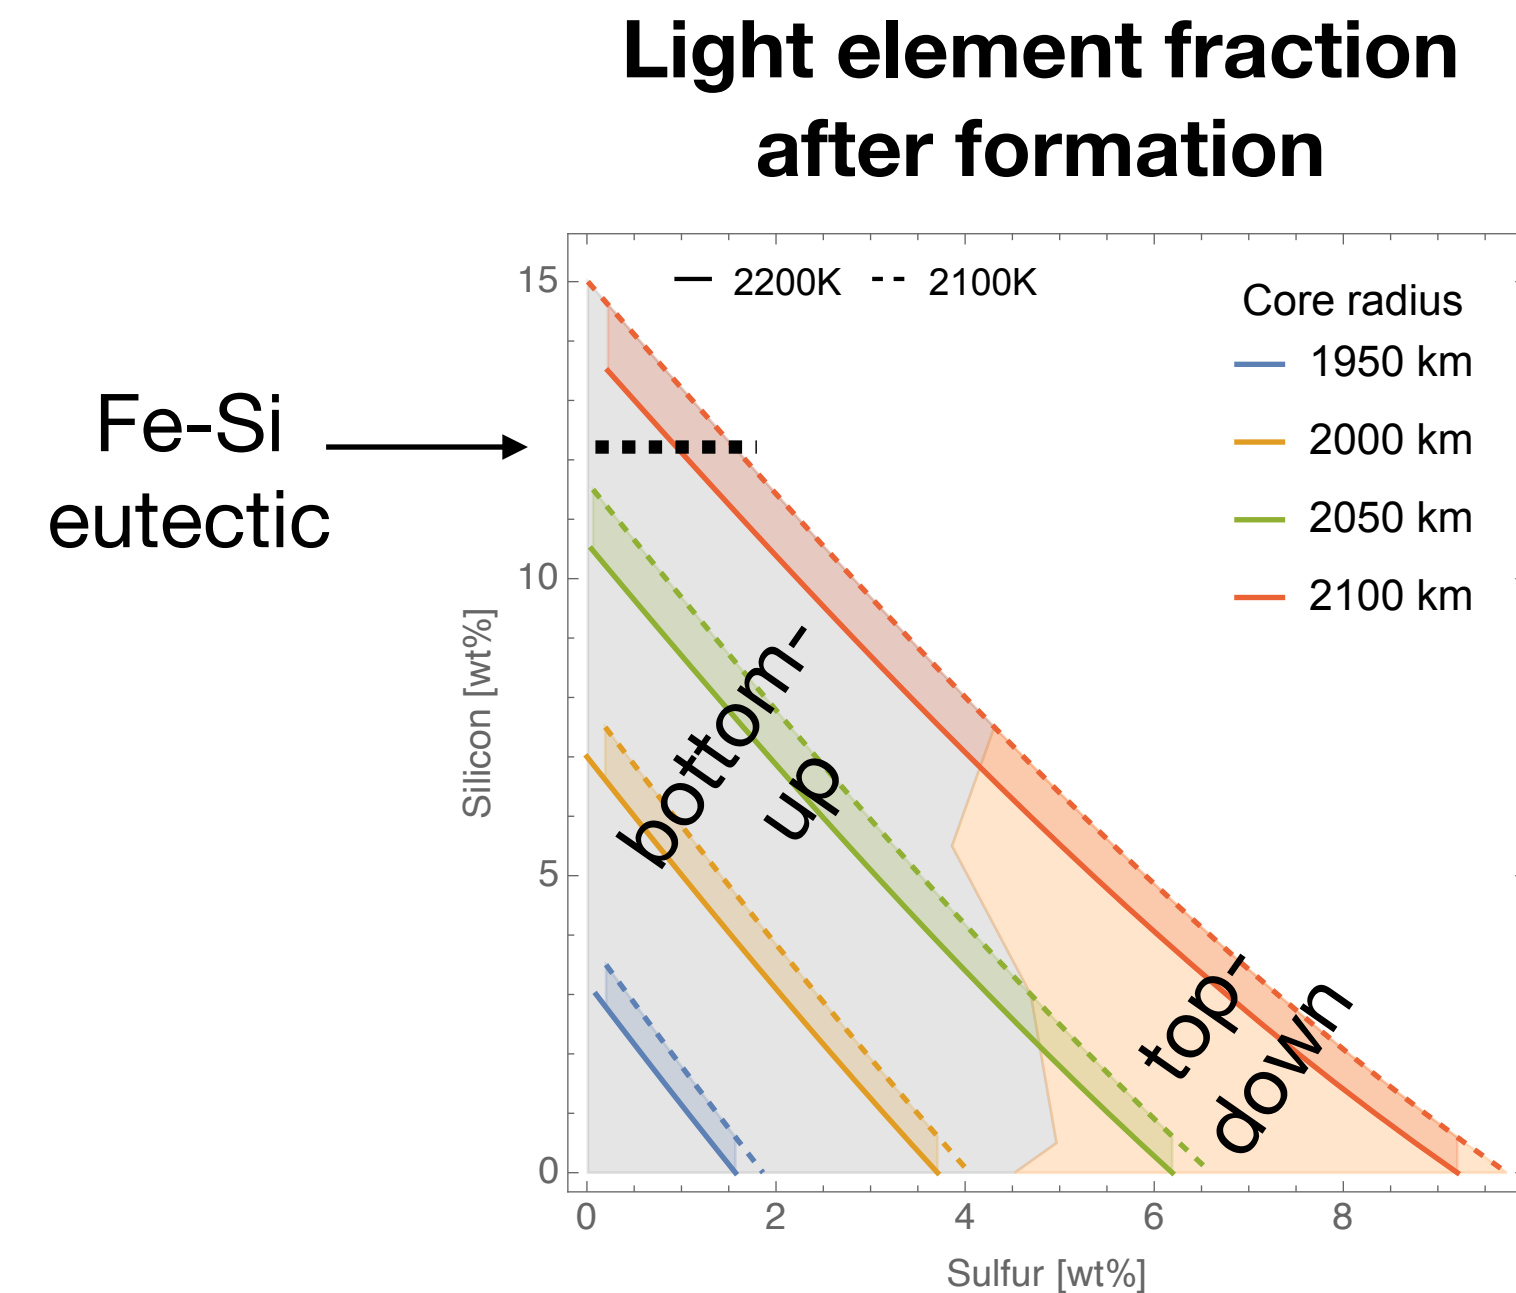 Light element fraction
after formation
2200K
2100K
Core radius
1950 km
2000 km
2050 km
2100 km
Fe-Si
eutectic
bottom-
up
top-
down
15
10
5
0
Silicon [wt%]
0 2 4 6 8
Sulfur [wt%]